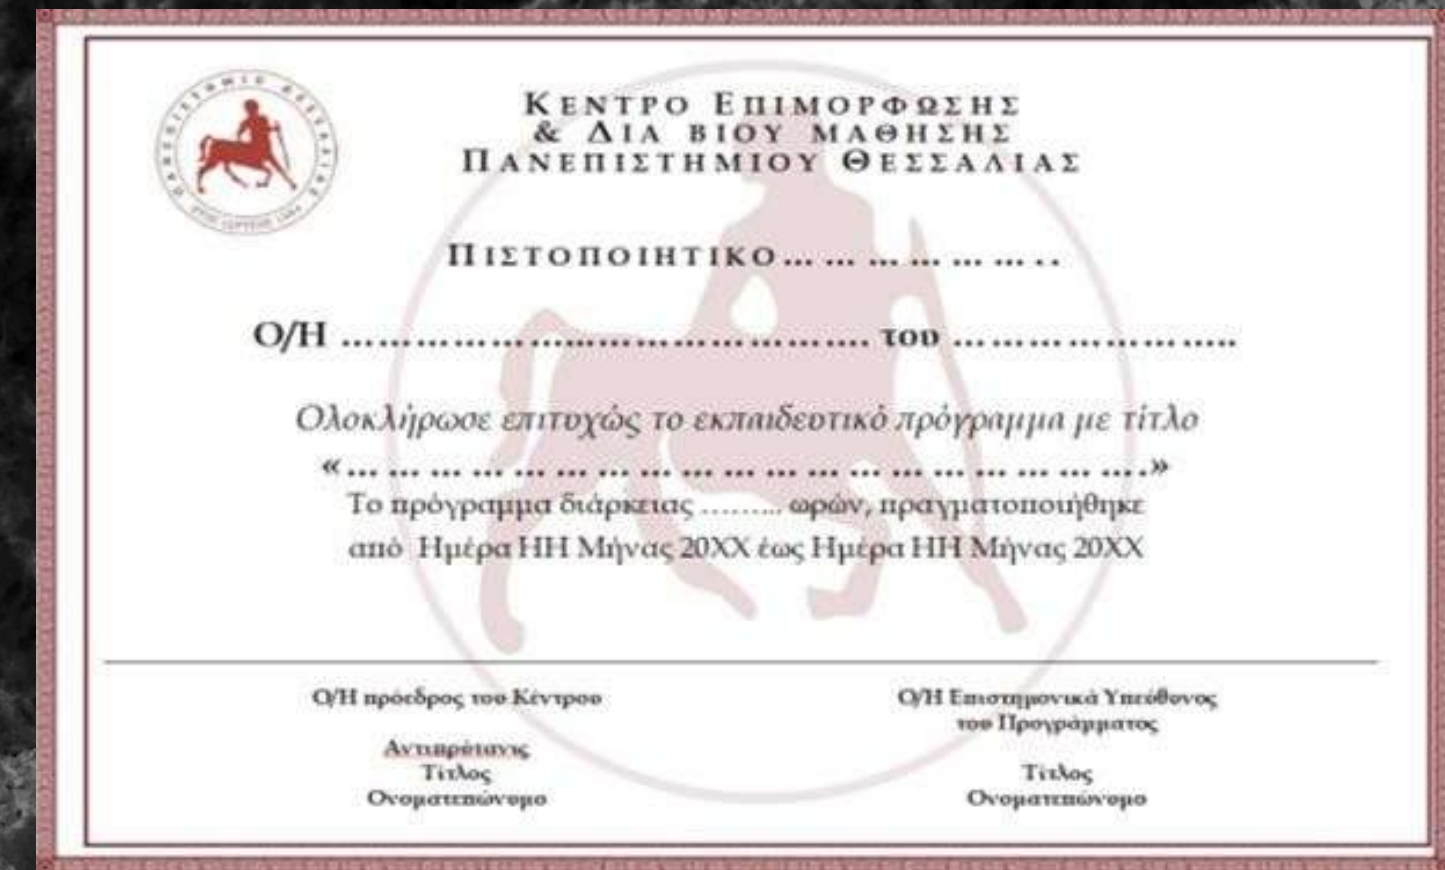 ΠΑΝΕΠΙΣΤΗΜΙΟ ΘΕΣΣΑΛΙΑΣ
ΚΕΝΤΡΟ ΕΠΙΜΟΡΦΩΣΗΣ
& ΔΙΑ ΒΙΟΥ ΜΑΘΗΣΗΣ
ΠΑΝΕΠΙΣΤΗΜΙΟΥ ΘΕΣΣΑΛΙΑΣ
ΠΙΣΤΟΠΟΙΗΤΙΚΟ... ... ... ... ... ... . .
Ο/Η ................................................ του ... ... ... ... ... ... .....
Ολοκλήρωσε επιτυχώς το εκπαιδευτικό πρόγραμμα με τίτλο
«... ... ... ... ... ... ... ... ... ... ... ... ... ... ... ... ... ... ....»
Το πρόγραμμα διάρκειας ......... ωρών, πραγματοποιήθηκε
από Ημέρα ΗΗ Μήνας 20ΧΧ έως Ημέρα ΗΗ Μήνας 20ΧΧ
Ο/Η πρόεδρος του Κέντρου
Αντιπρύτανις
Τίτλος
Ονοματεπώνυμο
Ο/Η Επιστημονικά Υπεύθυνος
του Προγράμματος
Τίτλος
Ονοματεπώνυμο